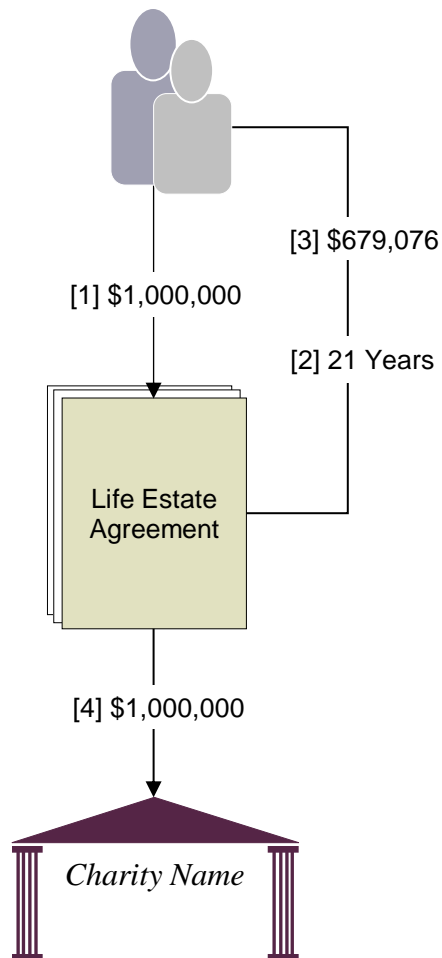 [3] $679,076
[1] $1,000,000
[2] 21 Years
Life Estate
Agreement
[4] $1,000,000
Charity Name